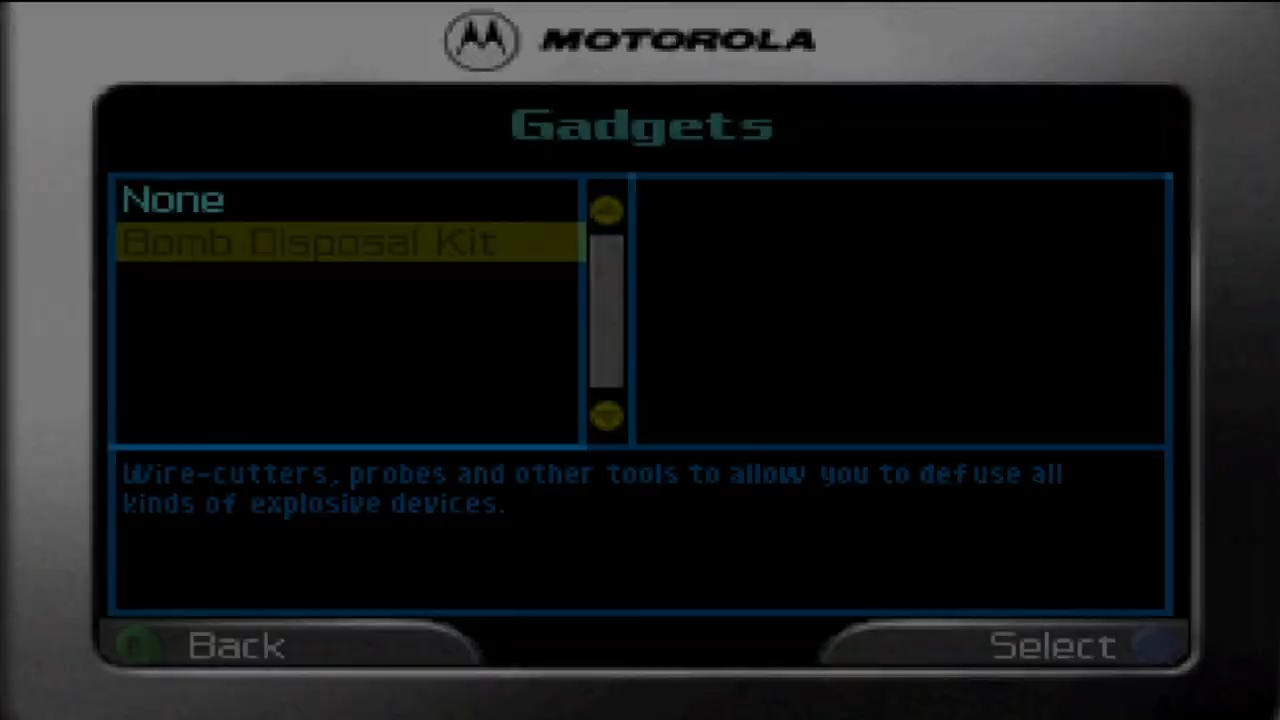 MOTOROLA
Gadgets
None
Bomb Disposal Kit
Wire-cutters, probes and other tools to allow you to defuse all
kinds of explosive devices.
Back
Select